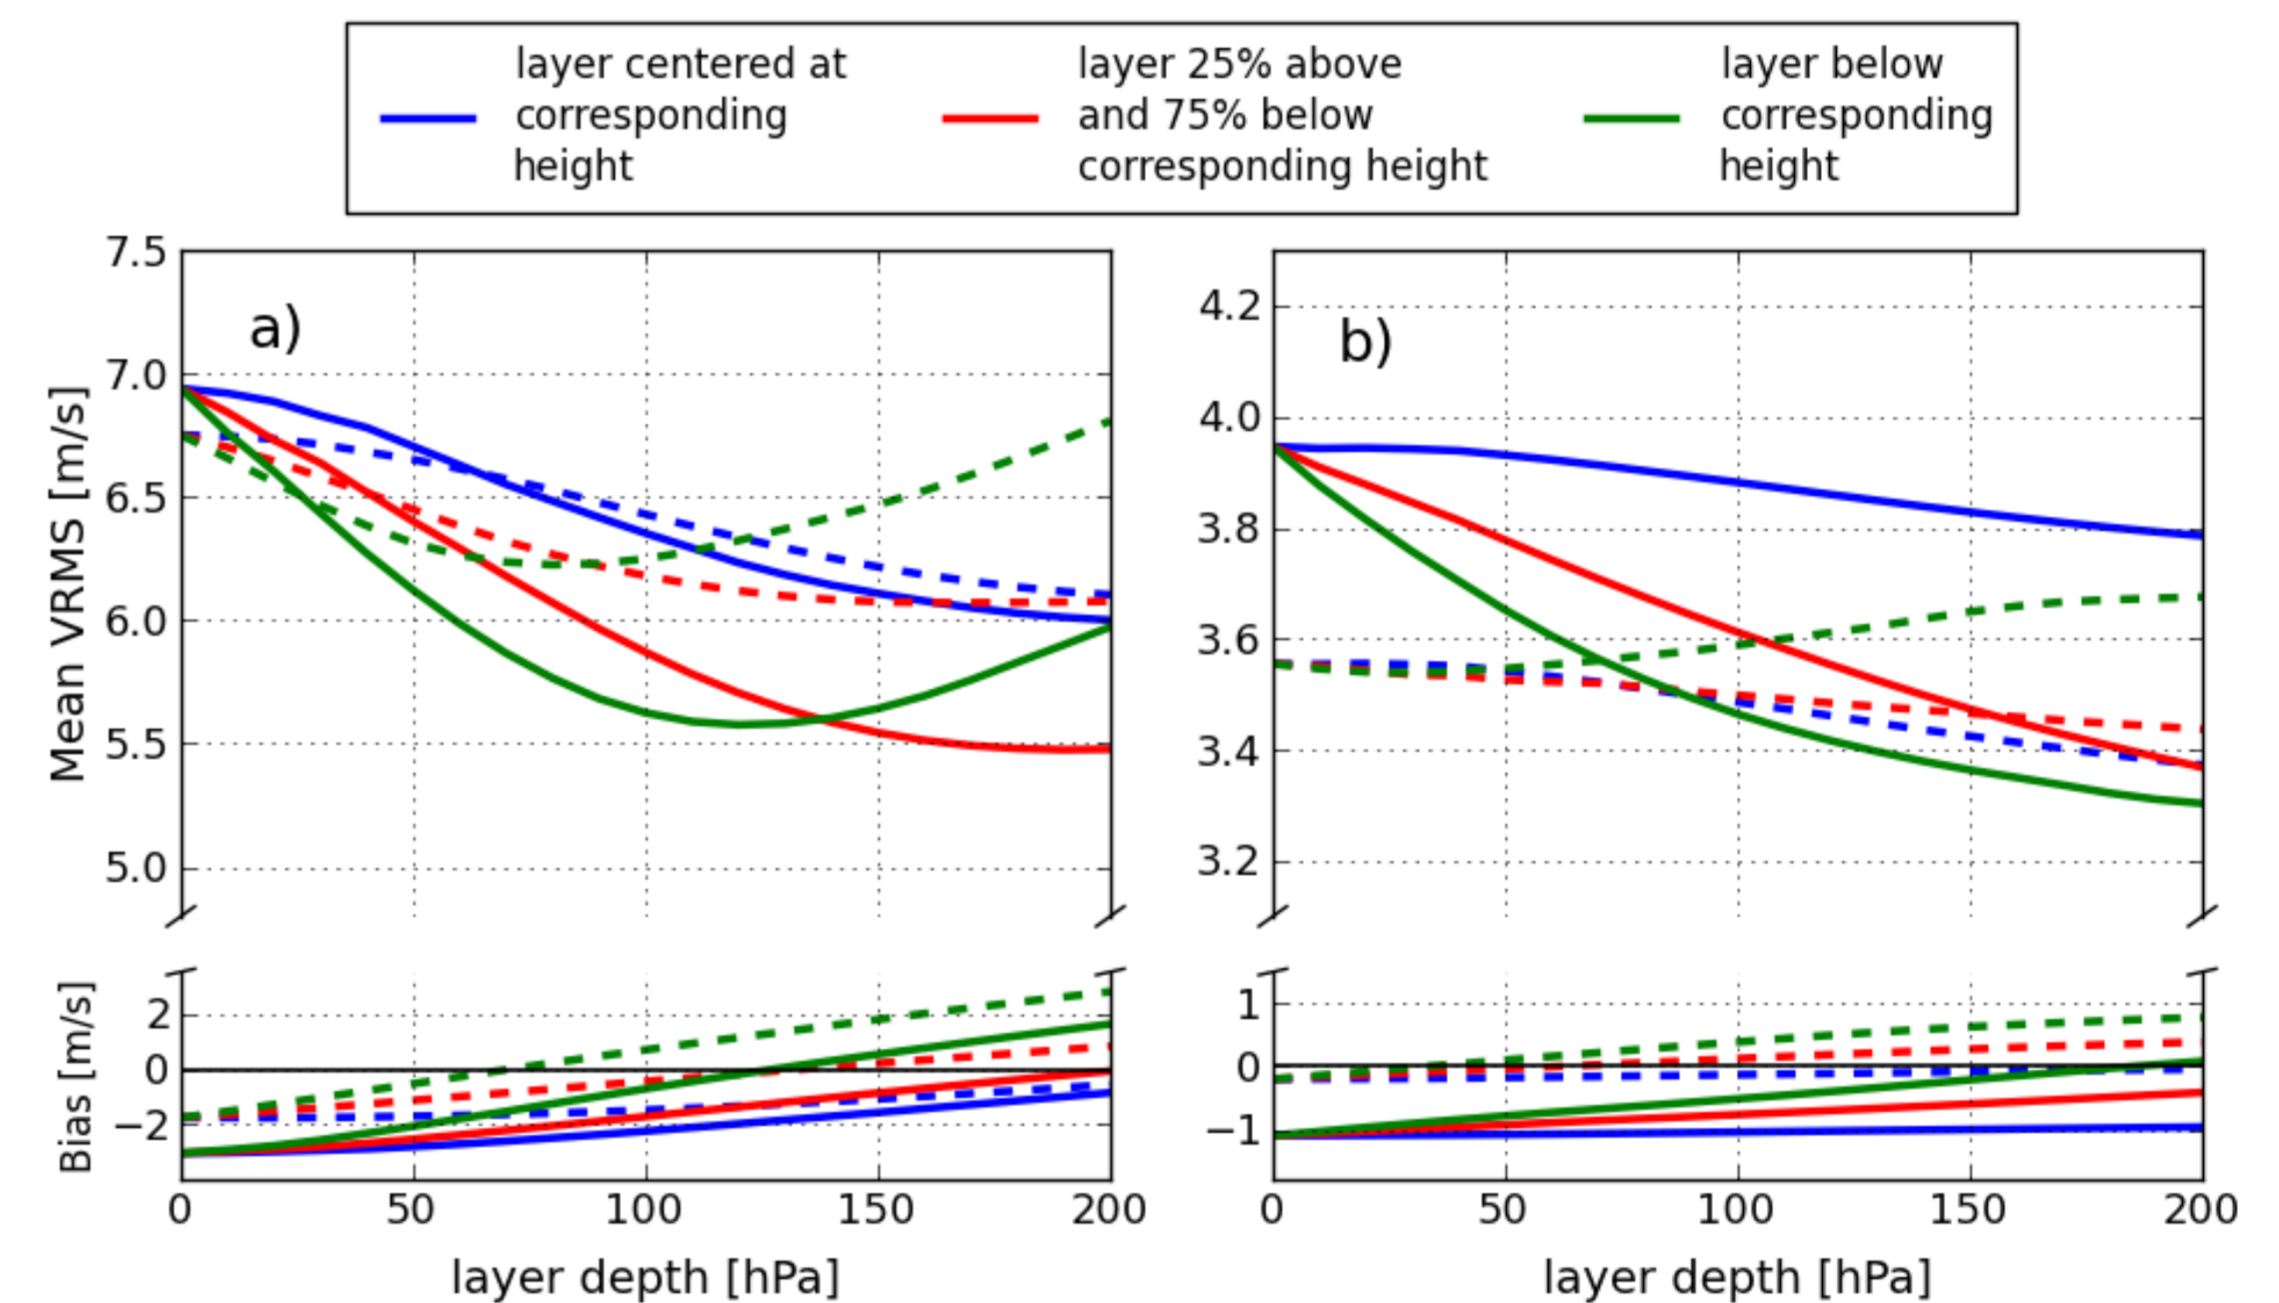 layer centered at
corresponding
height
layer 25% above
and 75% below
corresponding height
layer below
corresponding
height
a)
7.5
7.0
6.5
6.0
5.5
5.0
Mean VRMS [m/s]
2
0
−2
Bias [m/s]
0 50 100 150 200
layer depth [hPa]
b)
4.2
4.0
3.8
3.6
3.4
3.2
1
0
−1
0 50 100 150 200
layer depth [hPa]